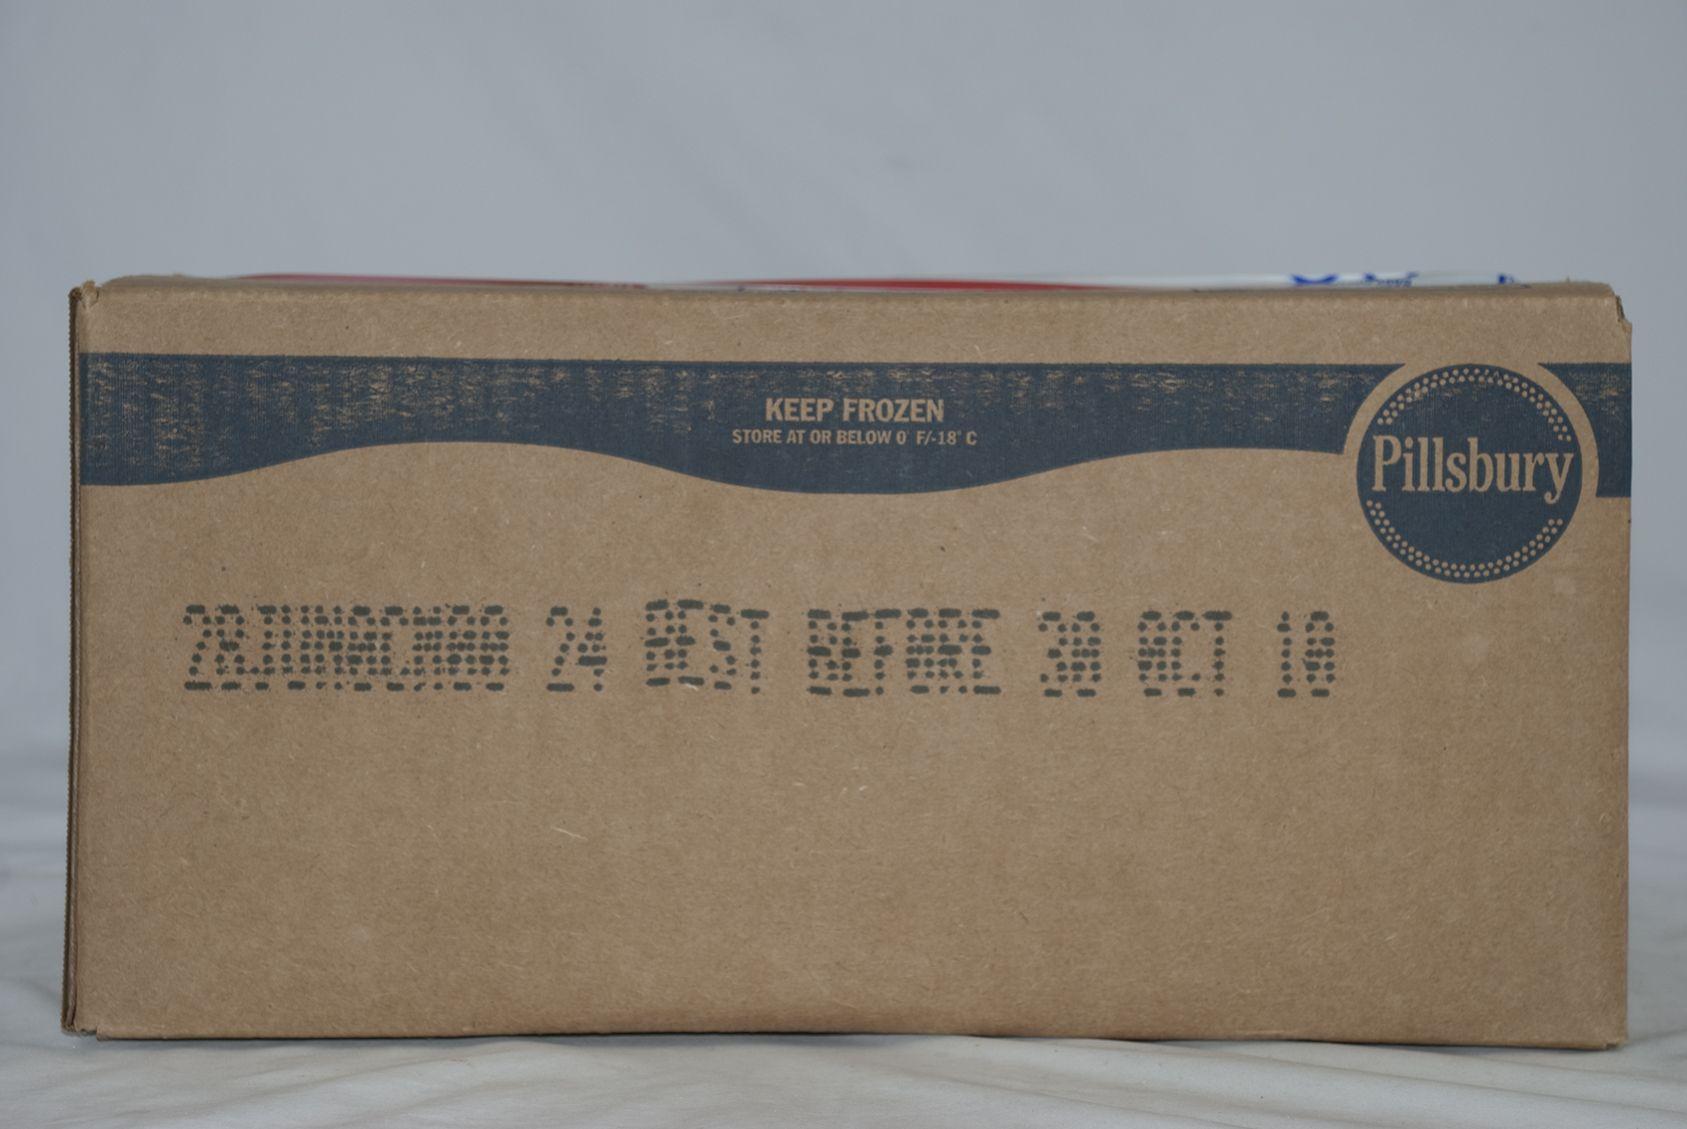 KEEP FROZEN
STORE AT OR BELOW 0° F/-18° C
Pillsbury
24 BEST BEFORE 30 OCT 18